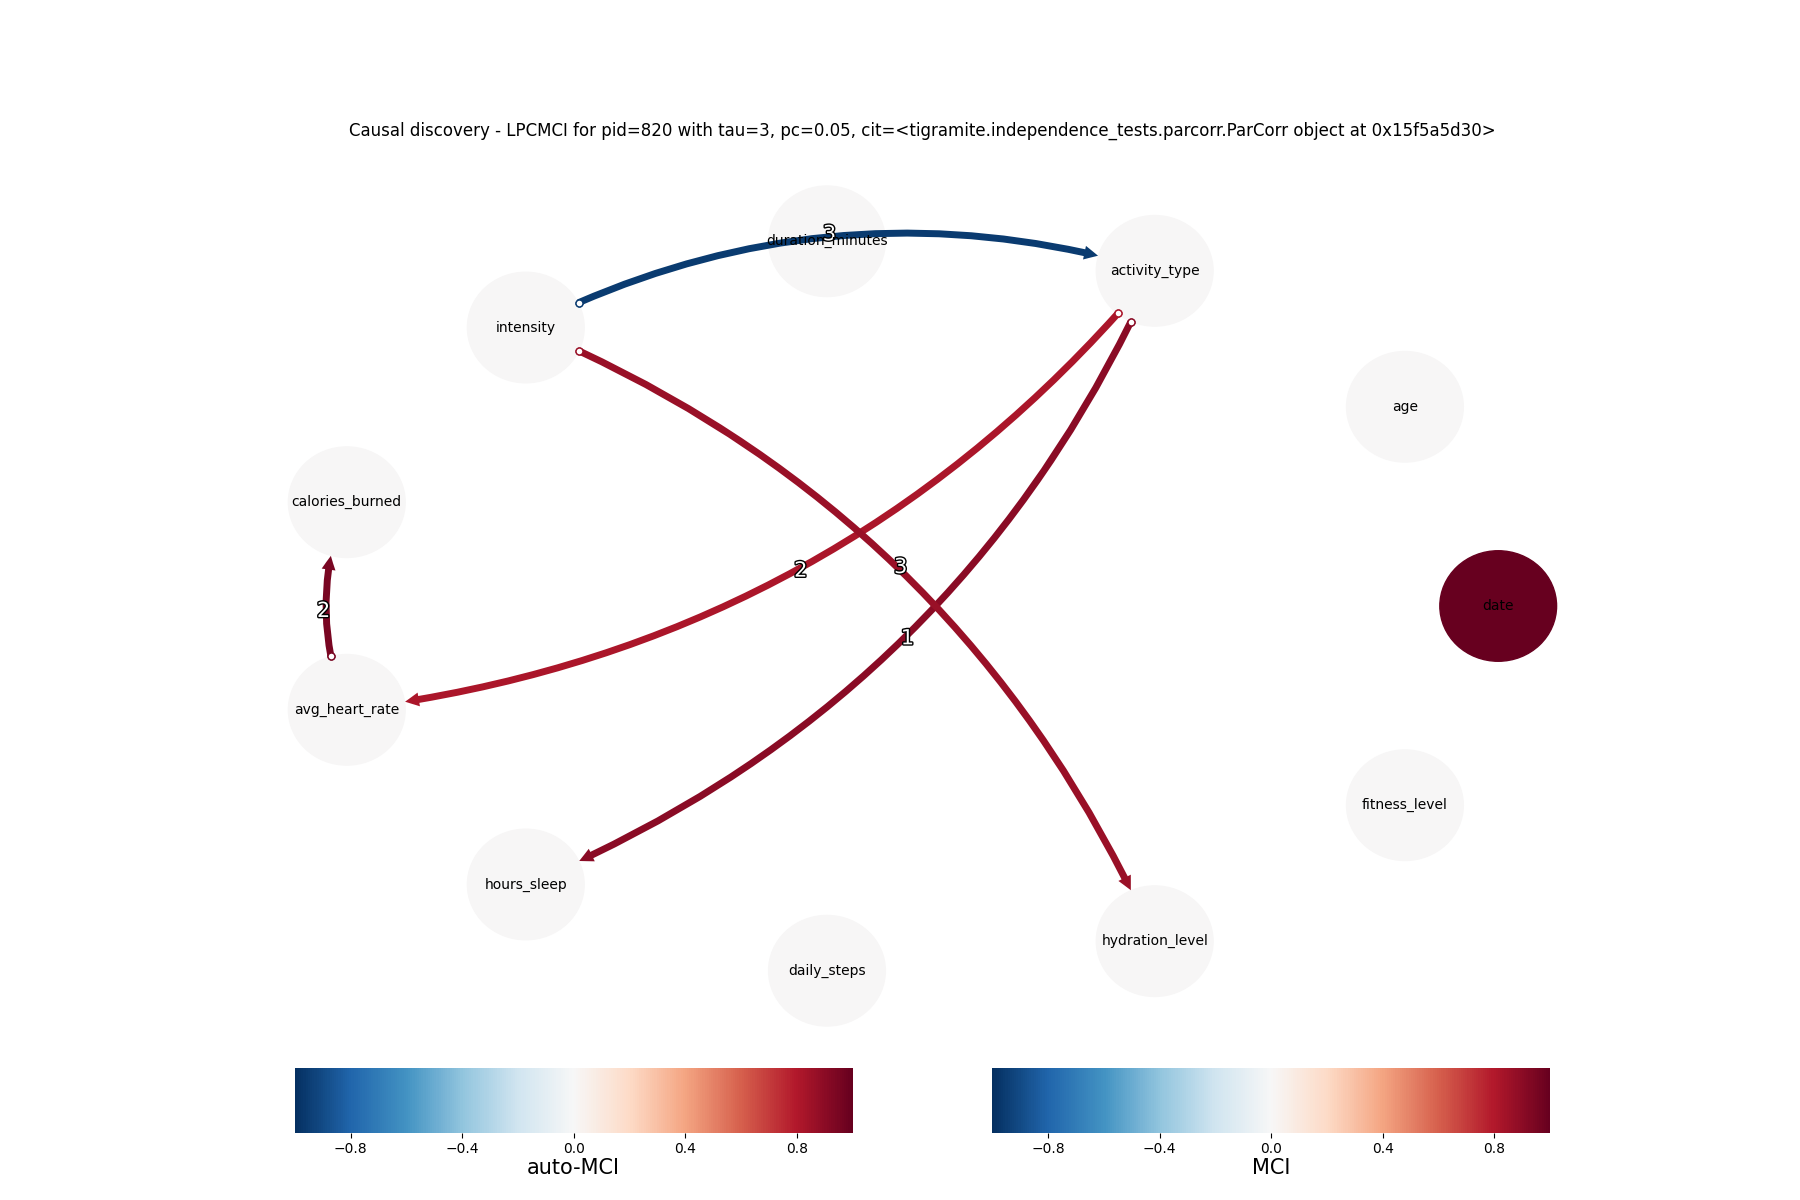 Causal discovery - LPCMCI for pid=820 with tau=3, pc=0.05, cit=<tigramite.independence_tests.parcorr.ParCorr object at 0x15f5a5d30>
3
duration_minutes
activity_type
intensity
age
calories_burned
2
3
date
2
1
avg_heart_rate
fitness_level
hours_sleep
hydration_level
daily_steps
−0.8 −0.4 0.0 0.4 0.8
auto-MCI
−0.8 −0.4 0.0 0.4 0.8
MCI